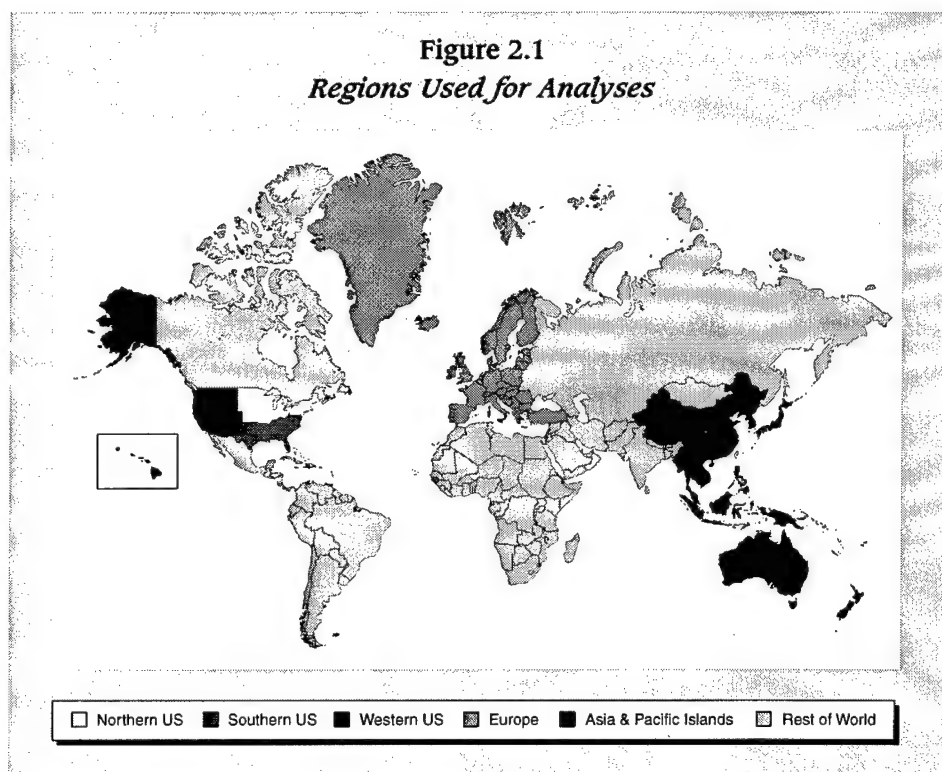 Figure 2.1
Regions Used for Analyses
Northern US Southern US Western US Europe Asia & Pacific Islands Rest of World